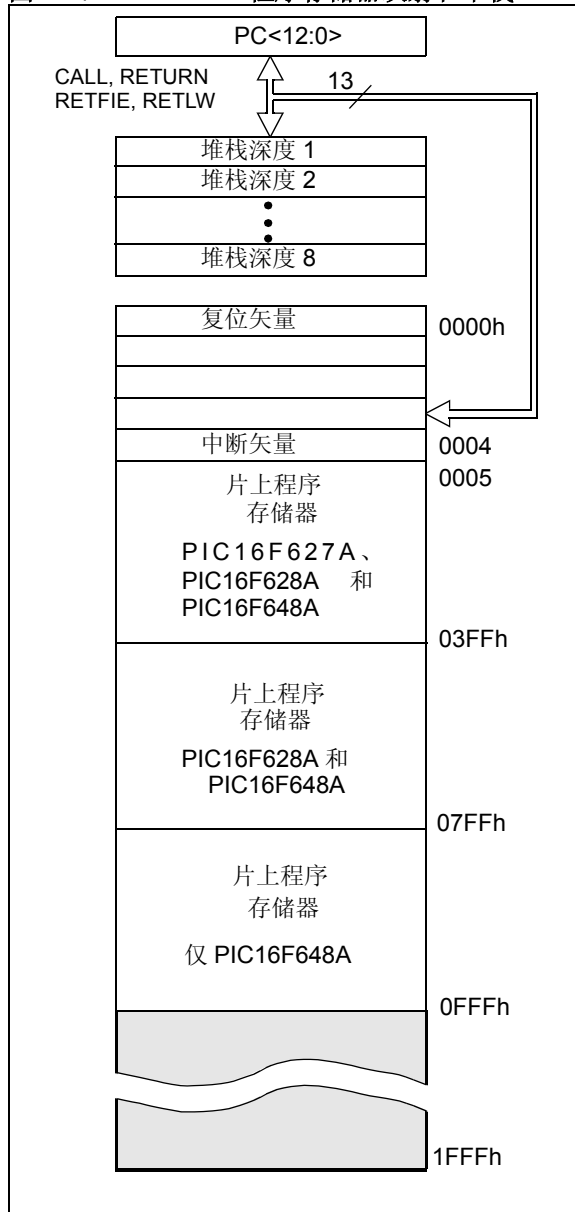 PC<12:0>
CALL, RETURN
RETFIE, RETLW
13
堆栈深度 1
堆栈深度 2
堆栈深度 8
复位矢量
0000h
中断矢量
0004
0005
片上程序
存储器
PIC16F627A、
PIC16F628A 和
PIC16F648A
03FFh
片上程序
存储器
PIC16F628A 和
PIC16F648A
07FFh
片上程序
存储器
仅 PIC16F648A
0FFFh
1FFFh